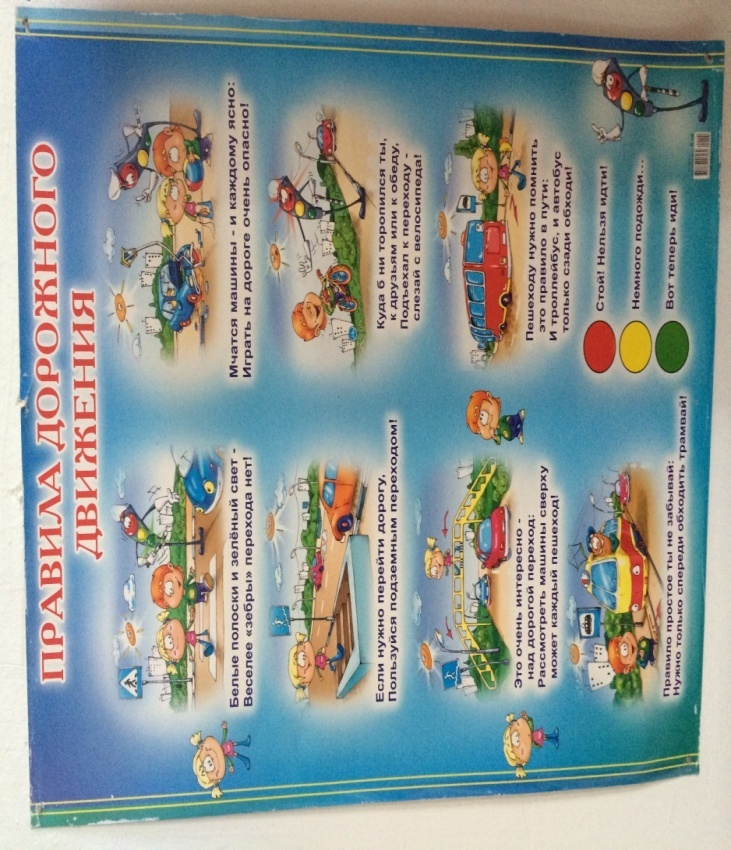 ПРАВИЛА ДОРОЖНОГО
ДВИЖЕНИЯ
Белые полоски и зелёный свет -
Веселее «зебры» перехода нет!
Мчатся машины - и каждому ясно:
Играть на дороге очень опасно!
Если нужно перейти дорогу,
Пользуйся подземным переходом!
Куда б ни торопился ты,
к друзьям или к обеду,
Подъехал к переходу -
слезай с велосипеда!
Это очень интересно -
над дорогой переход:
Рассмотреть машины сверху
может каждый пешеход!
Пешеходу нужно помнить
это правило в пути:
И троллейбус, и автобус
только сзади обходи!
Правило простое ты не забывай:
Нужно только спереди обходить трамвай!
Стой! Нельзя идти!
Немного подожди...
Вот теперь иди!